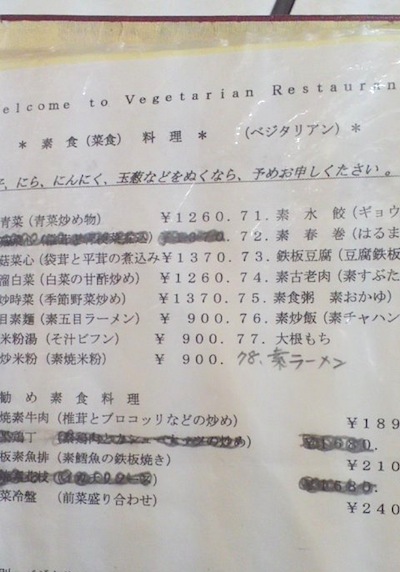 elcome to Vegetarian Restauran
＊ 素食(菜食) 料理 ＊ (ベジタリアン)＊
、にら、にんにく、玉葱などをぬくなら、予めお申しください。
青菜(青菜炒め物) ￥1260. 71. 素 水 餃(ギョウ
72. 素 春 巻(はるま
菇菜心(袋茸と平茸の煮込み ￥1370. 73. 鉄板豆腐(豆腐鉄板
溜白菜(白菜の甘酢炒め) ￥1260. 74. 素古老肉(素すぶた
炒時菜(季節野菜炒め) ￥1370. 75. 素食粥 素おかゆ)
目素麺(素五目ラーメン) ￥ 900. 76. 素炒飯(素チャハン
米粉湯(そ汁ビフン) ￥ 900. 77. 大根もち
炒米粉(素焼米粉) ￥ 900. 78. 素ラーメン
勧め素食料理
焼素牛肉(椎茸とブロコッリなどの炒め) ￥189
板素魚排(素鱈魚の鉄板焼き) ￥210
菜冷盤 (前菜盛り合わせ) ￥240